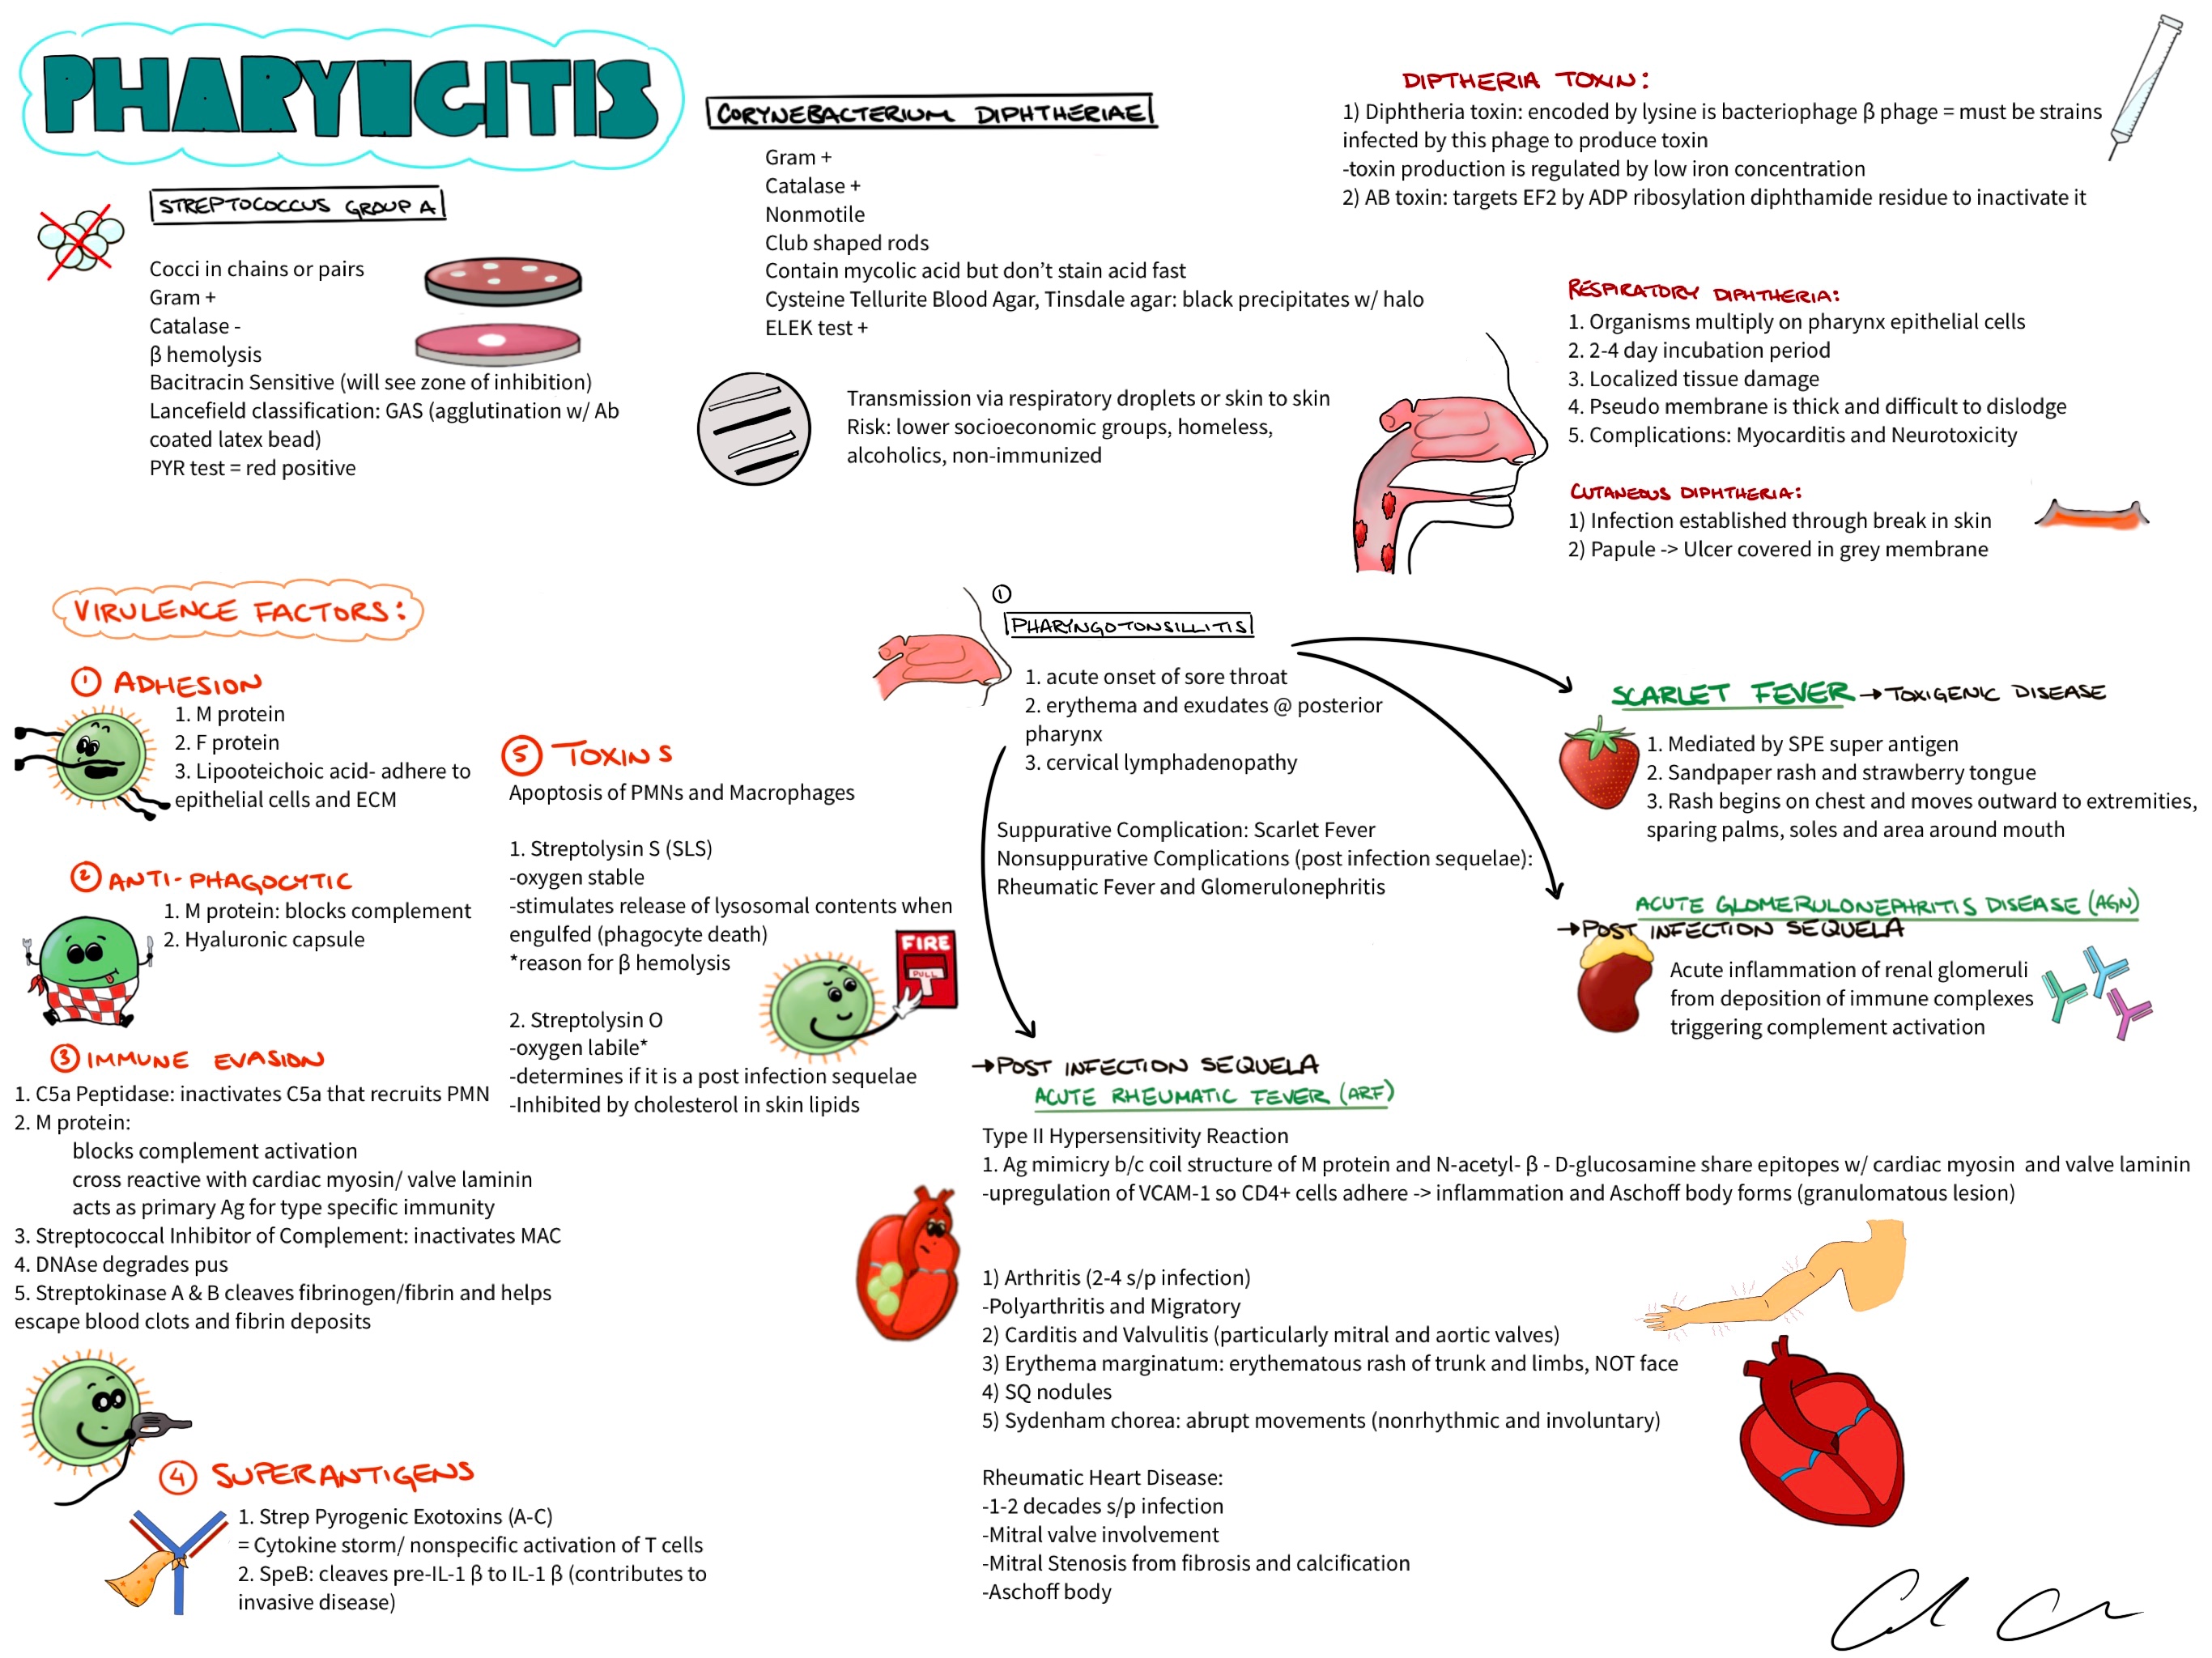 PHARYNGITIS
STREPTOCOCCUS GROUP A
Cocci in chains or pairs
Gram +
Catalase -
β hemolysis
Bacitracin Sensitive (will see zone of inhibition)
Lancefield classification: GAS (agglutination w/ Ab
coated latex bead)
PYR test = red positive
CORYNEBACTERIUM DIPHTHERIAE
Gram +
Catalase +
Nonmotile
Club shaped rods
Contain mycolic acid but don't stain acid fast
Cysteine Tellurite Blood Agar, Tinsdale agar: black precipitates w/ halo
ELEK test +
Transmission via respiratory droplets or skin to skin
Risk: lower socioeconomic groups, homeless,
alcoholics, non-immunized
DIPTHERIA TOXIN:
1) Diphtheria toxin: encoded by lysine is bacteriophage β phage = must be strains
infected by this phage to produce toxin
-toxin production is regulated by low iron concentration
2) AB toxin: targets EF2 by ADP ribosylation diphthamide residue to inactivate it
RESPIRATORY DIPHTHERIA:
1. Organisms multiply on pharynx epithelial cells
2. 2-4 day incubation period
3. Localized tissue damage
4. Pseudo membrane is thick and difficult to dislodge
5. Complications: Myocarditis and Neurotoxicity
CUTANEOUS DIPHTHERIA:
1) Infection established through break in skin
2) Papule -> Ulcer covered in grey membrane
VIRULENCE FACTORS:
① ADHESION
1. M protein
2. F protein
3. Lipooteichoic acid- adhere to
epithelial cells and ECM
② ANTI-PHAGOCYTIC
1. M protein: blocks complement
2. Hyaluronic capsule
③ IMMUNE EVASION
1. C5a Peptidase: inactivates C5a that recruits PMN
2. M protein:
blocks complement activation
cross reactive with cardiac myosin/ valve laminin
acts as primary Ag for type specific immunity
3. Streptococcal Inhibitor of Complement: inactivates MAC
4. DNAse degrades pus
5. Streptokinase A & B cleaves fibrinogen/fibrin and helps
escape blood clots and fibrin deposits
④ SUPERANTIGENS
1. Strep Pyrogenic Exotoxins (A-C)
= Cytokine storm/ nonspecific activation of T cells
2. SpeB: cleaves pre-IL-1 β to IL-1 β (contributes to
invasive disease)
⑤ TOXINS
Apoptosis of PMNs and Macrophages
1. Streptolysin S (SLS)
-oxygen stable
-stimulates release of lysosomal contents when
engulfed (phagocyte death)
*reason for β hemolysis
FIRE
PULL
2. Streptolysin O
-oxygen labile*
-determines if it is a post infection sequelae
-Inhibited by cholesterol in skin lipids
①
PHARYNGOTONSILLITIS
1. acute onset of sore throat
2. erythema and exudates @ posterior
pharynx
3. cervical lymphadenopathy
Suppurative Complication: Scarlet Fever
Nonsuppurative Complications (post infection sequelae):
Rheumatic Fever and Glomerulonephritis
SCARLET FEVER → TOXIGENIC DISEASE
1. Mediated by SPE super antigen
2. Sandpaper rash and strawberry tongue
3. Rash begins on chest and moves outward to extremities,
sparing palms, soles and area around mouth
ACUTE GLOMERULONEPHRITIS DISEASE (AGN)
→ POST INFECTION SEQUELA
Acute inflammation of renal glomeruli
from deposition of immune complexes
triggering complement activation
→ POST INFECTION SEQUELA
ACUTE RHEUMATIC FEVER (ARF)
Type II Hypersensitivity Reaction
1. Ag mimicry b/c coil structure of M protein and N-acetyl- β - D-glucosamine share epitopes w/ cardiac myosin and valve laminin
-upregulation of VCAM-1 so CD4+ cells adhere -> inflammation and Aschoff body forms (granulomatous lesion)
1) Arthritis (2-4 s/p infection)
-Polyarthritis and Migratory
2) Carditis and Valvulitis (particularly mitral and aortic valves)
3) Erythema marginatum: erythematous rash of trunk and limbs, NOT face
4) SQ nodules
5) Sydenham chorea: abrupt movements (nonrhythmic and involuntary)
Rheumatic Heart Disease:
-1-2 decades s/p infection
-Mitral valve involvement
-Mitral Stenosis from fibrosis and calcification
-Aschoff body